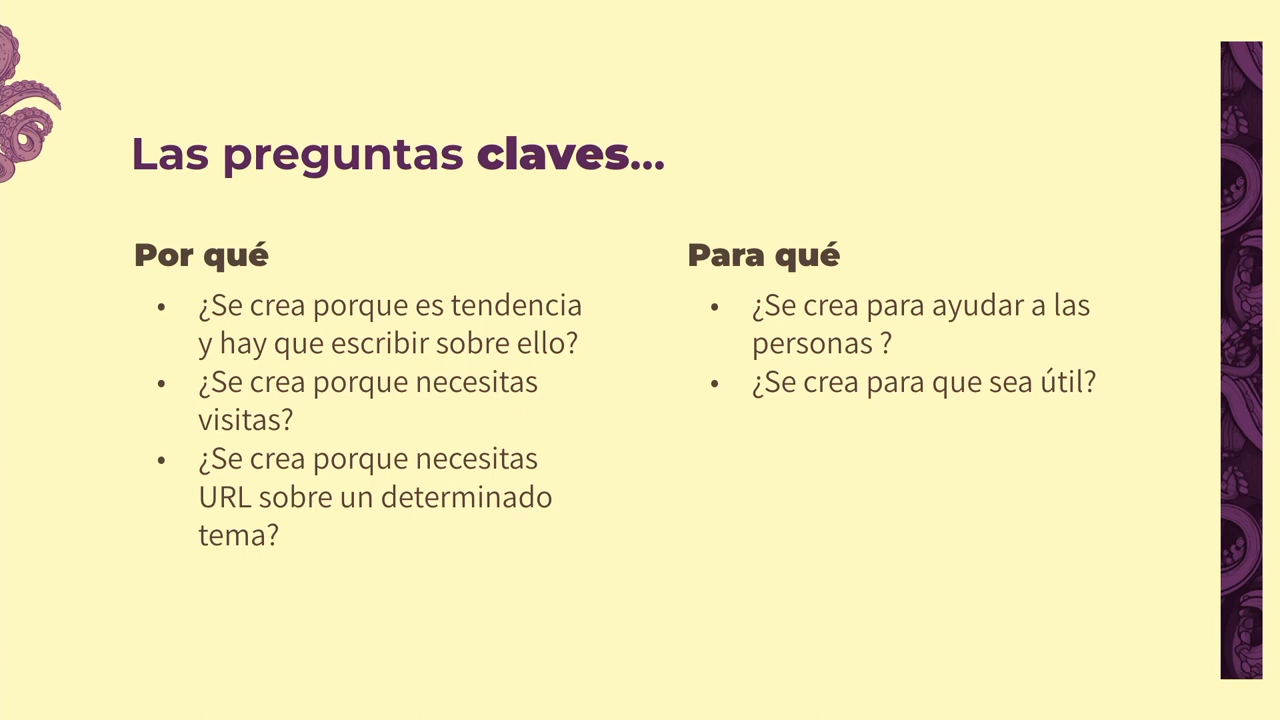 Las preguntas claves...
Por qué
• ¿Se crea porque es tendencia
y hay que escribir sobre ello?
• ¿Se crea porque necesitas
visitas?
• ¿Se crea porque necesitas
URL sobre un determinado
tema?
Para qué
• ¿Se crea para ayudar a las
personas ?
• ¿Se crea para que sea útil?